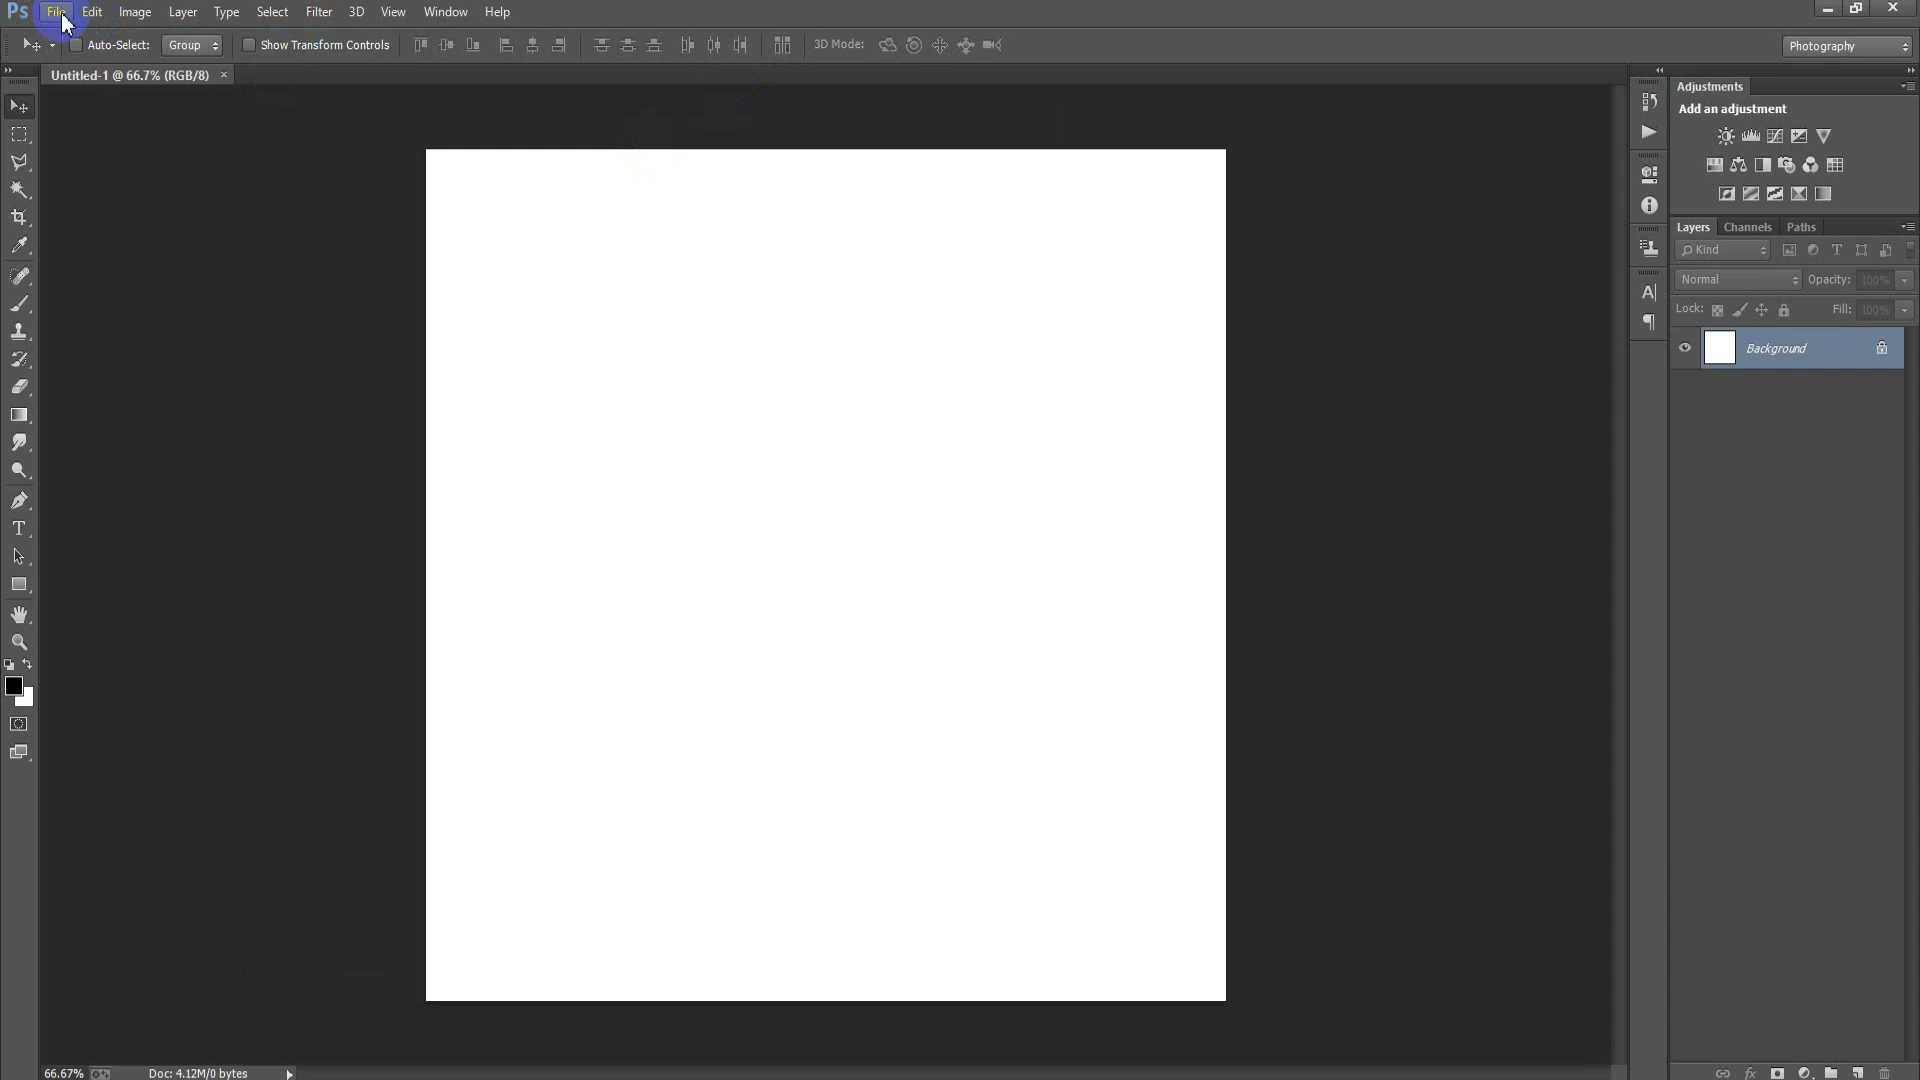 Ps File Edit Image Layer Type Select Filter 3D View Window Help
Auto-Select: Group Show Transform Controls 3D Mode: Photography
Untitled-1 @ 66.7% (RGB/8) ×
Adjustments
Add an adjustment
Layers Channels Paths
Kind
Normal Opacity: 100%
Lock: Fill: 100%
Background
66.67% Doc: 4.12M/0 bytes